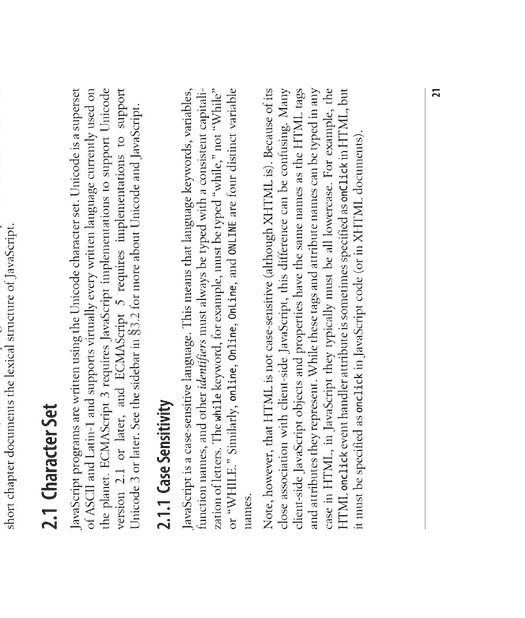 short chapter documents the lexical structure of JavaScript.
2.1 Character Set
JavaScript programs are written using the Unicode character set. Unicode is a superset
of ASCII and Latin-1 and supports virtually every written language currently used on
the planet. ECMAScript 3 requires JavaScript implementations to support Unicode
version 2.1 or later, and ECMAScript 5 requires implementations to support
Unicode 3 or later. See the sidebar in §3.2 for more about Unicode and JavaScript.
2.1.1 Case Sensitivity
JavaScript is a case-sensitive language. This means that language keywords, variables,
function names, and other identifiers must always be typed with a consistent capitali-
zation of letters. The while keyword, for example, must be typed “while,” not “While”
or “WHILE.” Similarly, online, Online, OnLine, and ONLINE are four distinct variable
names.
Note, however, that HTML is not case-sensitive (although XHTML is). Because of its
close association with client-side JavaScript, this difference can be confusing. Many
client-side JavaScript objects and properties have the same names as the HTML tags
and attributes they represent. While these tags and attribute names can be typed in any
case in HTML, in JavaScript they typically must be all lowercase. For example, the
HTML onclick event handler attribute is sometimes specified as onClick in HTML, but
it must be specified as onclick in JavaScript code (or in XHTML documents).
21